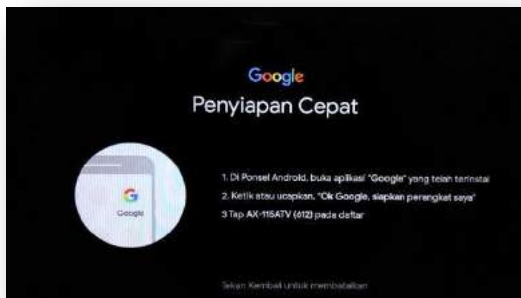 Google
Penyiapan Cepat
1. Di Ponsel Android, buka aplikasi "Google" yang telah terinstal
2. Ketik atau ucapkan, "Ok Google, siapkan perangkat saya"
3 Tap AX-115ATV (612) pada daftar
Google
Tekan Kembali untuk membatalkan